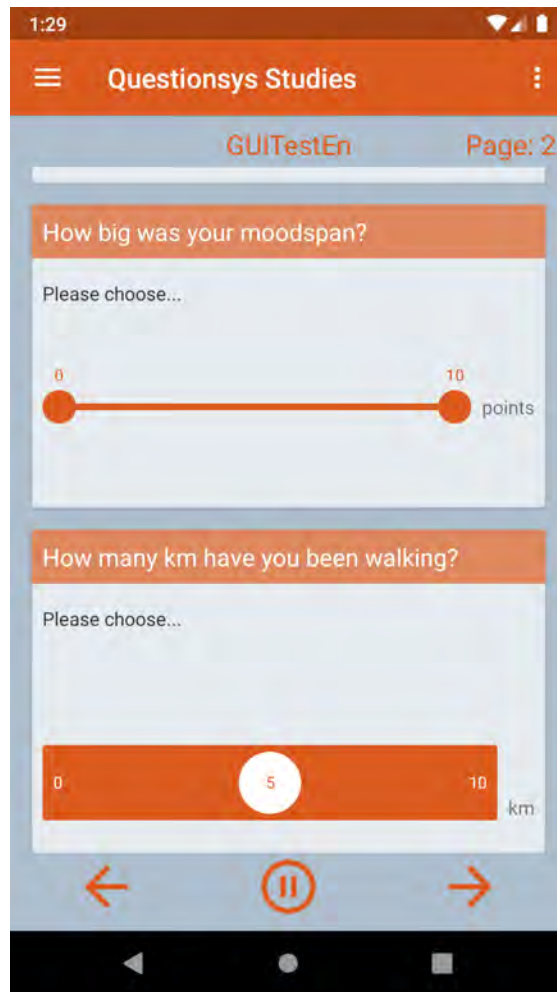 1:29
Questionsys Studies
GUITestEn Page: 2
How big was your moodspan?
Please choose...
0 10
points
How many km have you been walking?
Please choose...
0 5 10
km